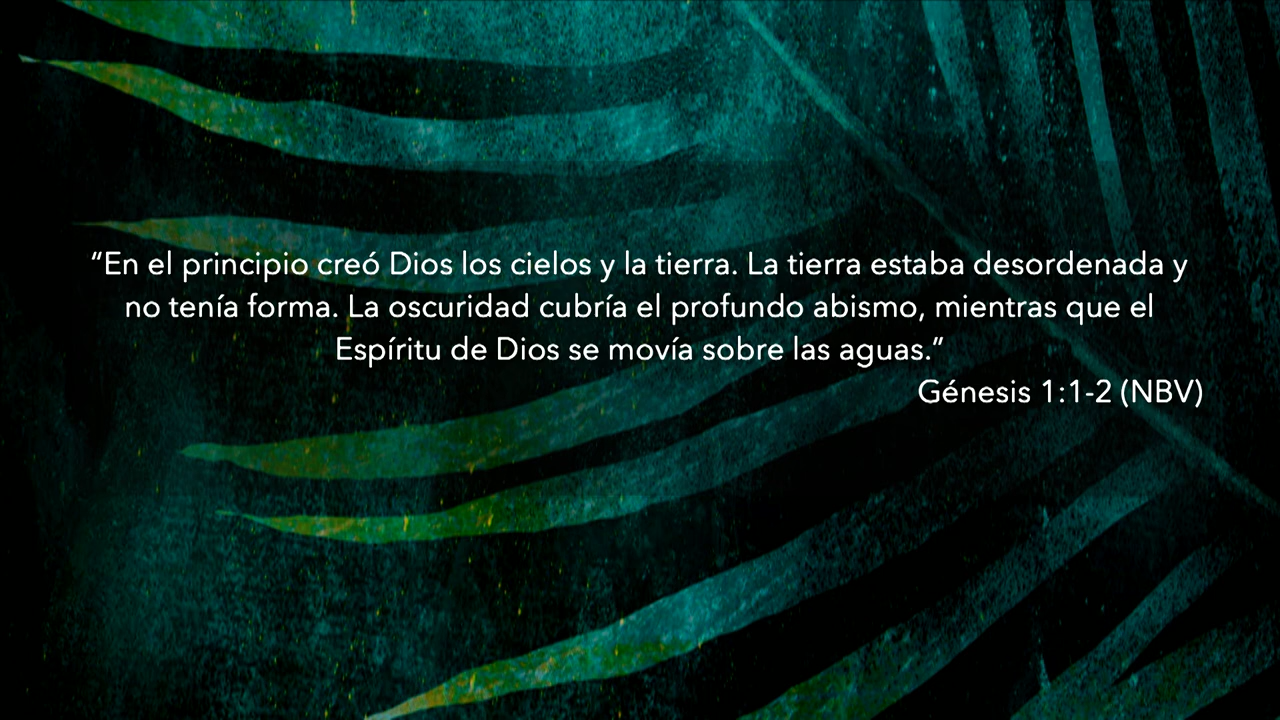 “En el principio creó Dios los cielos y la tierra. La tierra estaba desordenada y
no tenía forma. La oscuridad cubría el profundo abismo, mientras que el
Espíritu de Dios se movía sobre las aguas.”
Génesis 1:1-2 (NBV)